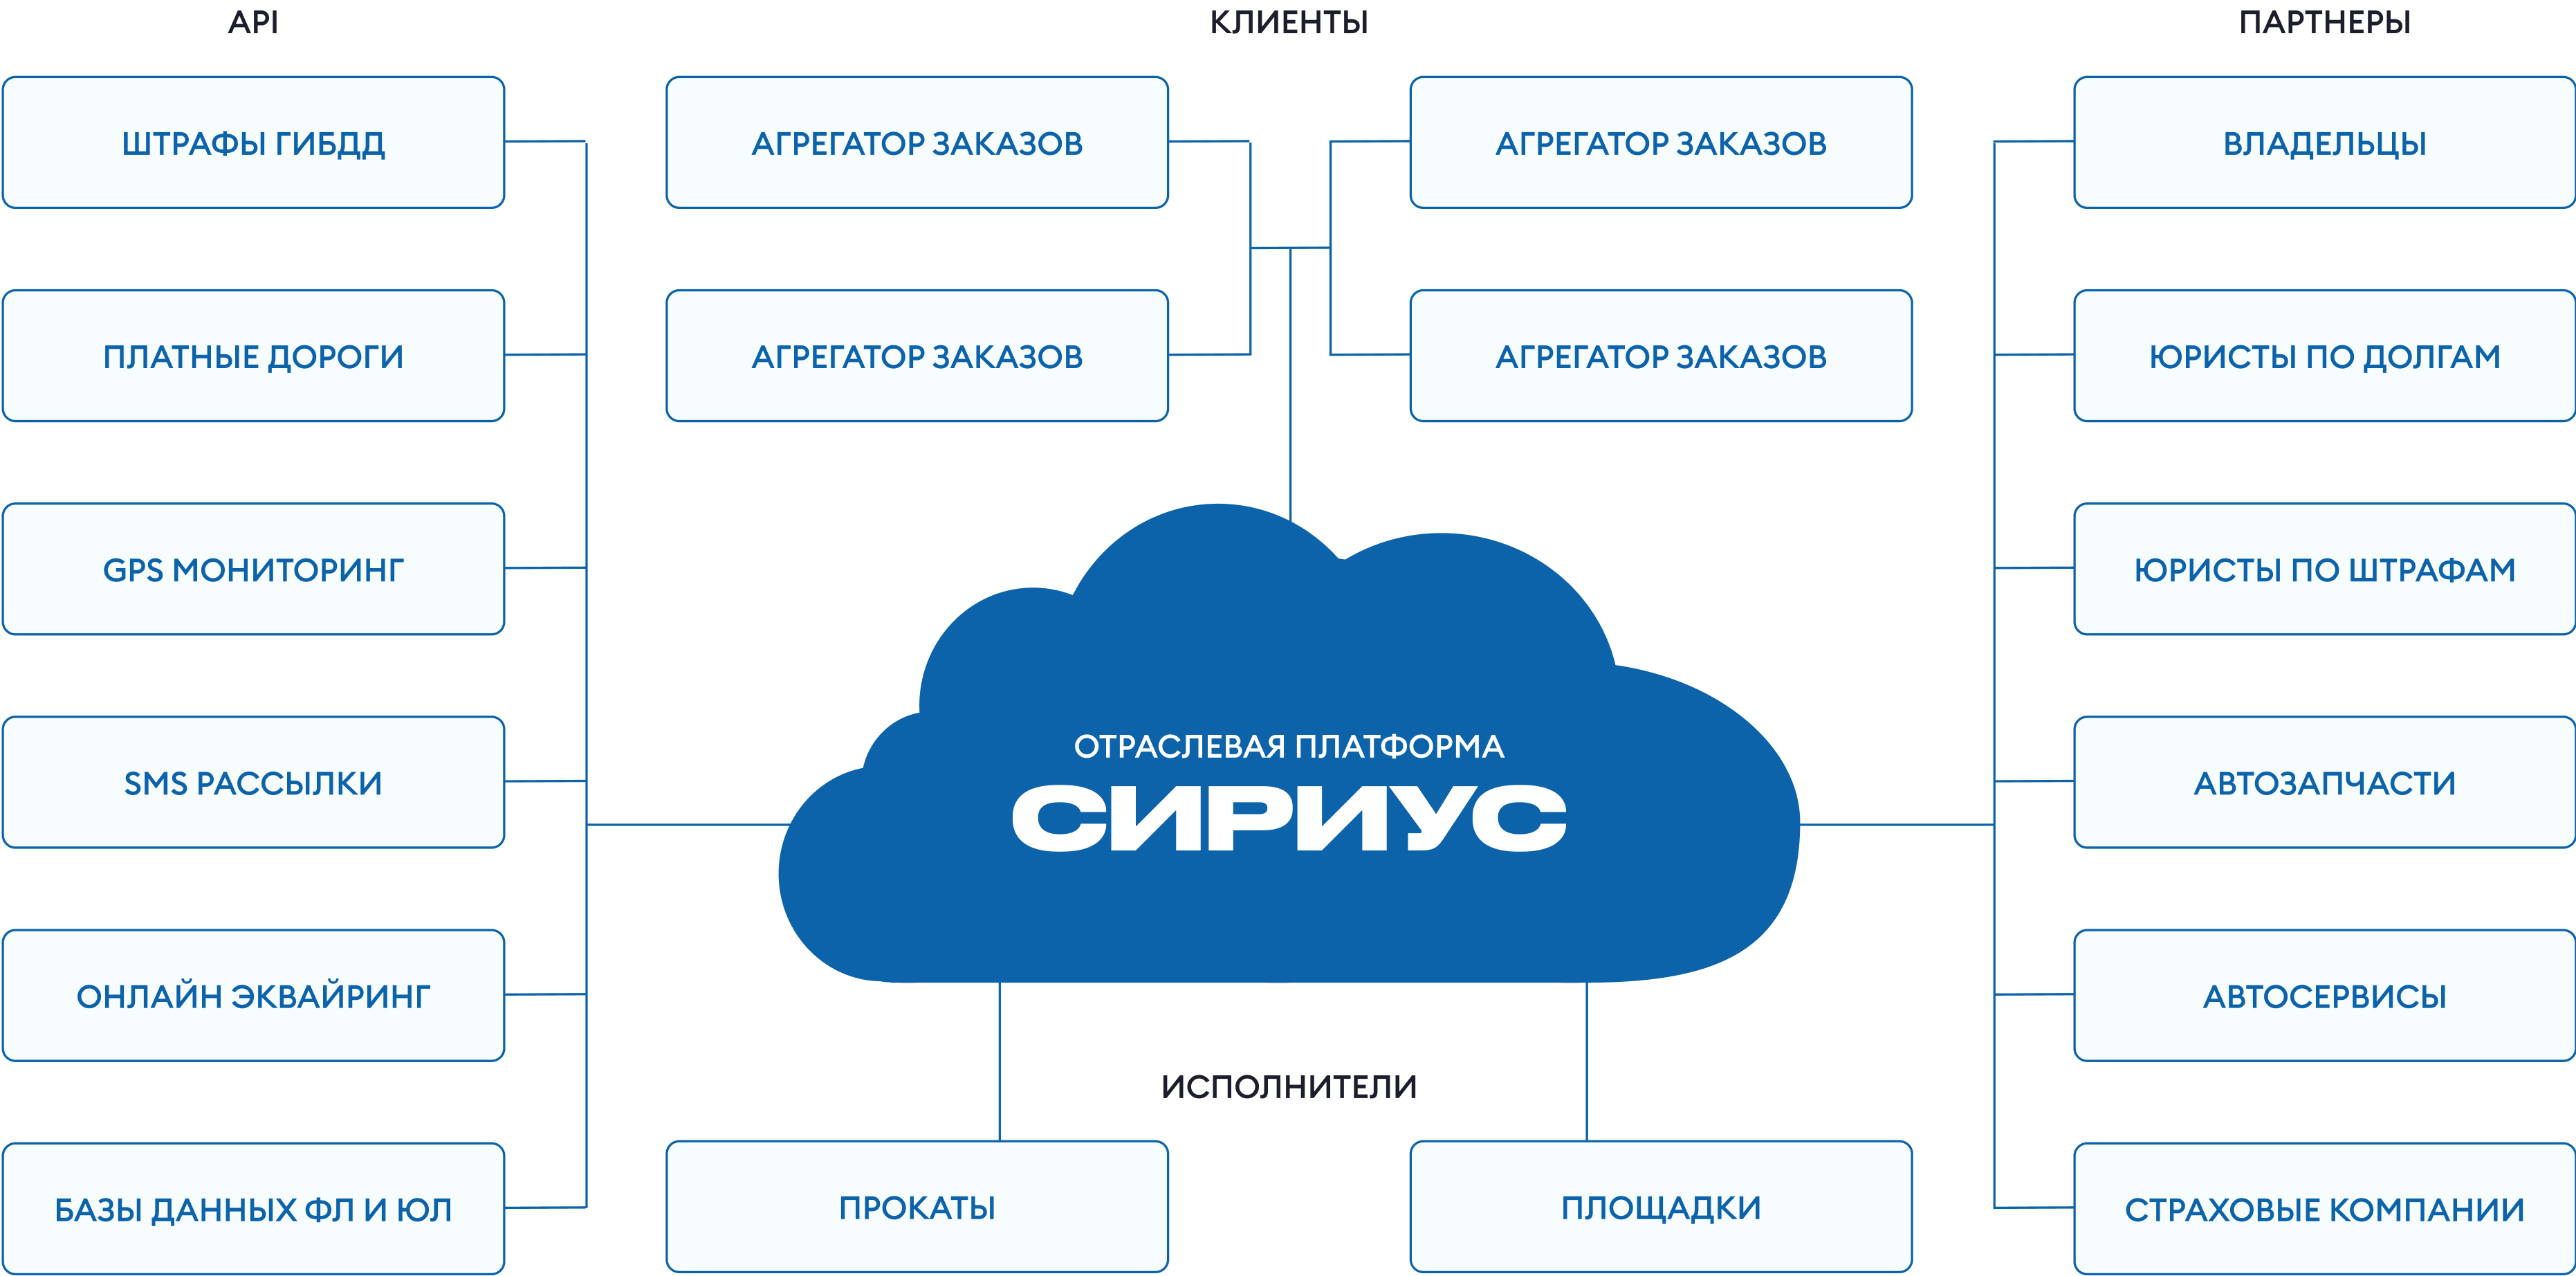 API
ШТРАФЫ ГИБДД
ПЛАТНЫЕ ДОРОГИ
GPS МОНИТОРИНГ
SMS РАССЫЛКИ
ОНЛАЙН ЭКВАЙРИНГ
БАЗЫ ДАННЫХ ФЛ И ЮЛ
КЛИЕНТЫ
АГРЕГАТОР ЗАКАЗОВ
АГРЕГАТОР ЗАКАЗОВ
АГРЕГАТОР ЗАКАЗОВ
АГРЕГАТОР ЗАКАЗОВ
ОТРАСЛЕВАЯ ПЛАТФОРМА
СИРИУС
ИСПОЛНИТЕЛИ
ПРОКАТЫ
ПЛОЩАДКИ
ПАРТНЕРЫ
ВЛАДЕЛЬЦЫ
ЮРИСТЫ ПО ДОЛГАМ
ЮРИСТЫ ПО ШТРАФАМ
АВТОЗАПЧАСТИ
АВТОСЕРВИСЫ
СТРАХОВЫЕ КОМПАНИИ